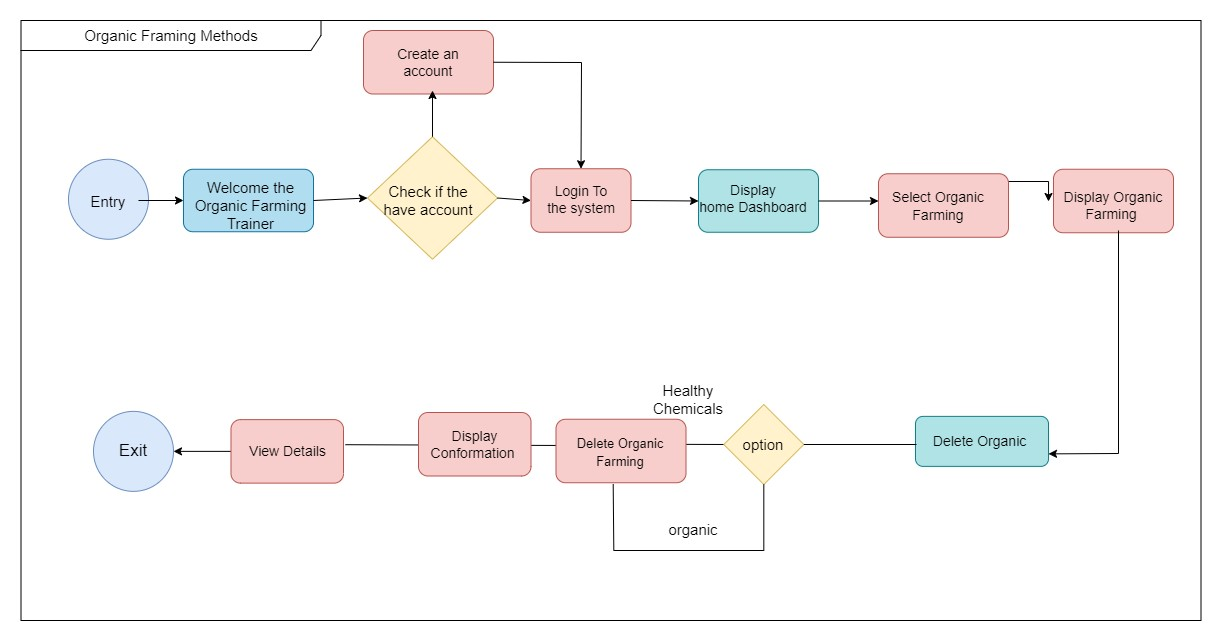 Organic Framing Methods
Create an
account
Entry
Welcome the
Organic Farming
Trainer
Check if the
have account
Login To
the system
Display
home Dashboard
Select Organic
Farming
Display Organic
Farming
Healthy
Chemicals
Exit
View Details
Display
Conformation
Delete Organic
Farming
option
Delete Organic
organic